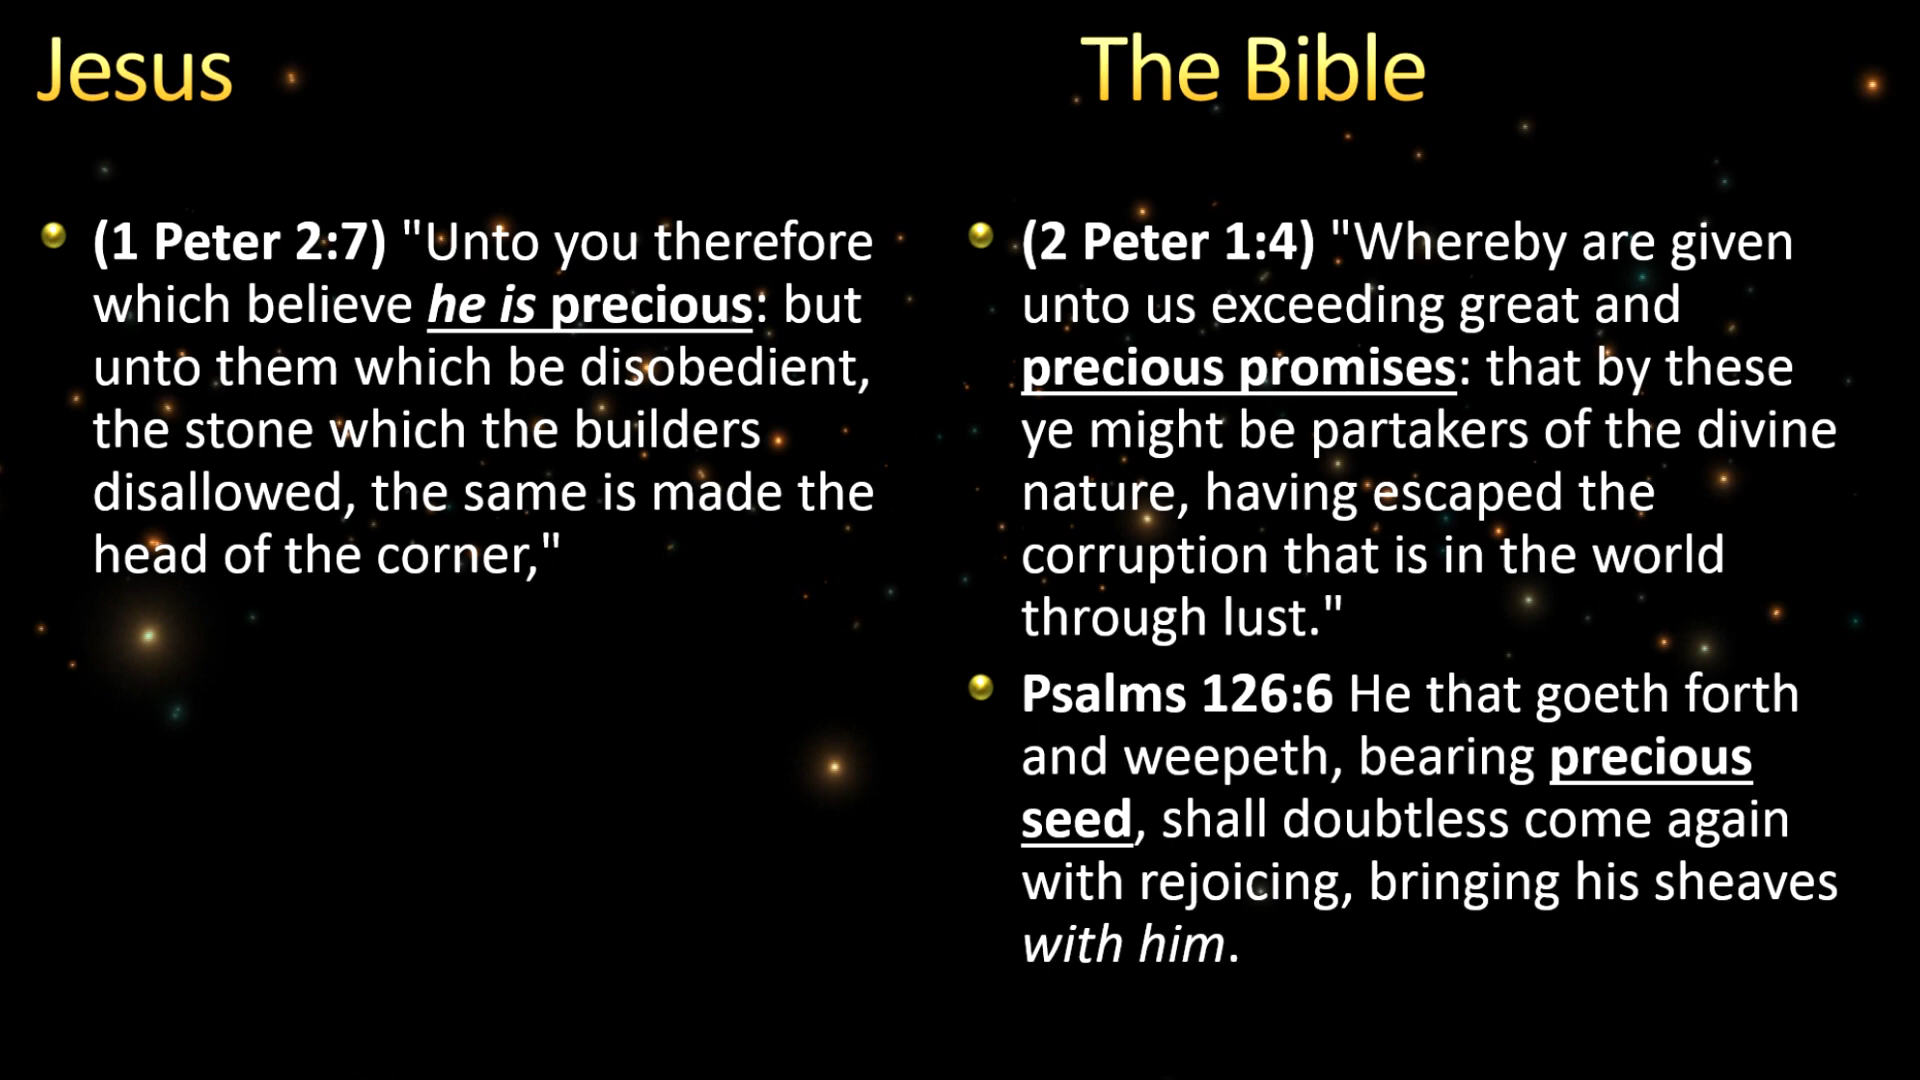 Jesus
(1 Peter 2:7) "Unto you therefore
which believe he is precious: but
unto them which be disobedient,
the stone which the builders
disallowed, the same is made the
head of the corner,"
The Bible
(2 Peter 1:4) "Whereby are given
unto us exceeding great and
precious promises: that by these
ye might be partakers of the divine
nature, having escaped the
corruption that is in the world
through lust."
Psalms 126:6 He that goeth forth
and weepeth, bearing precious
seed, shall doubtless come again
with rejoicing, bringing his sheaves
with him.